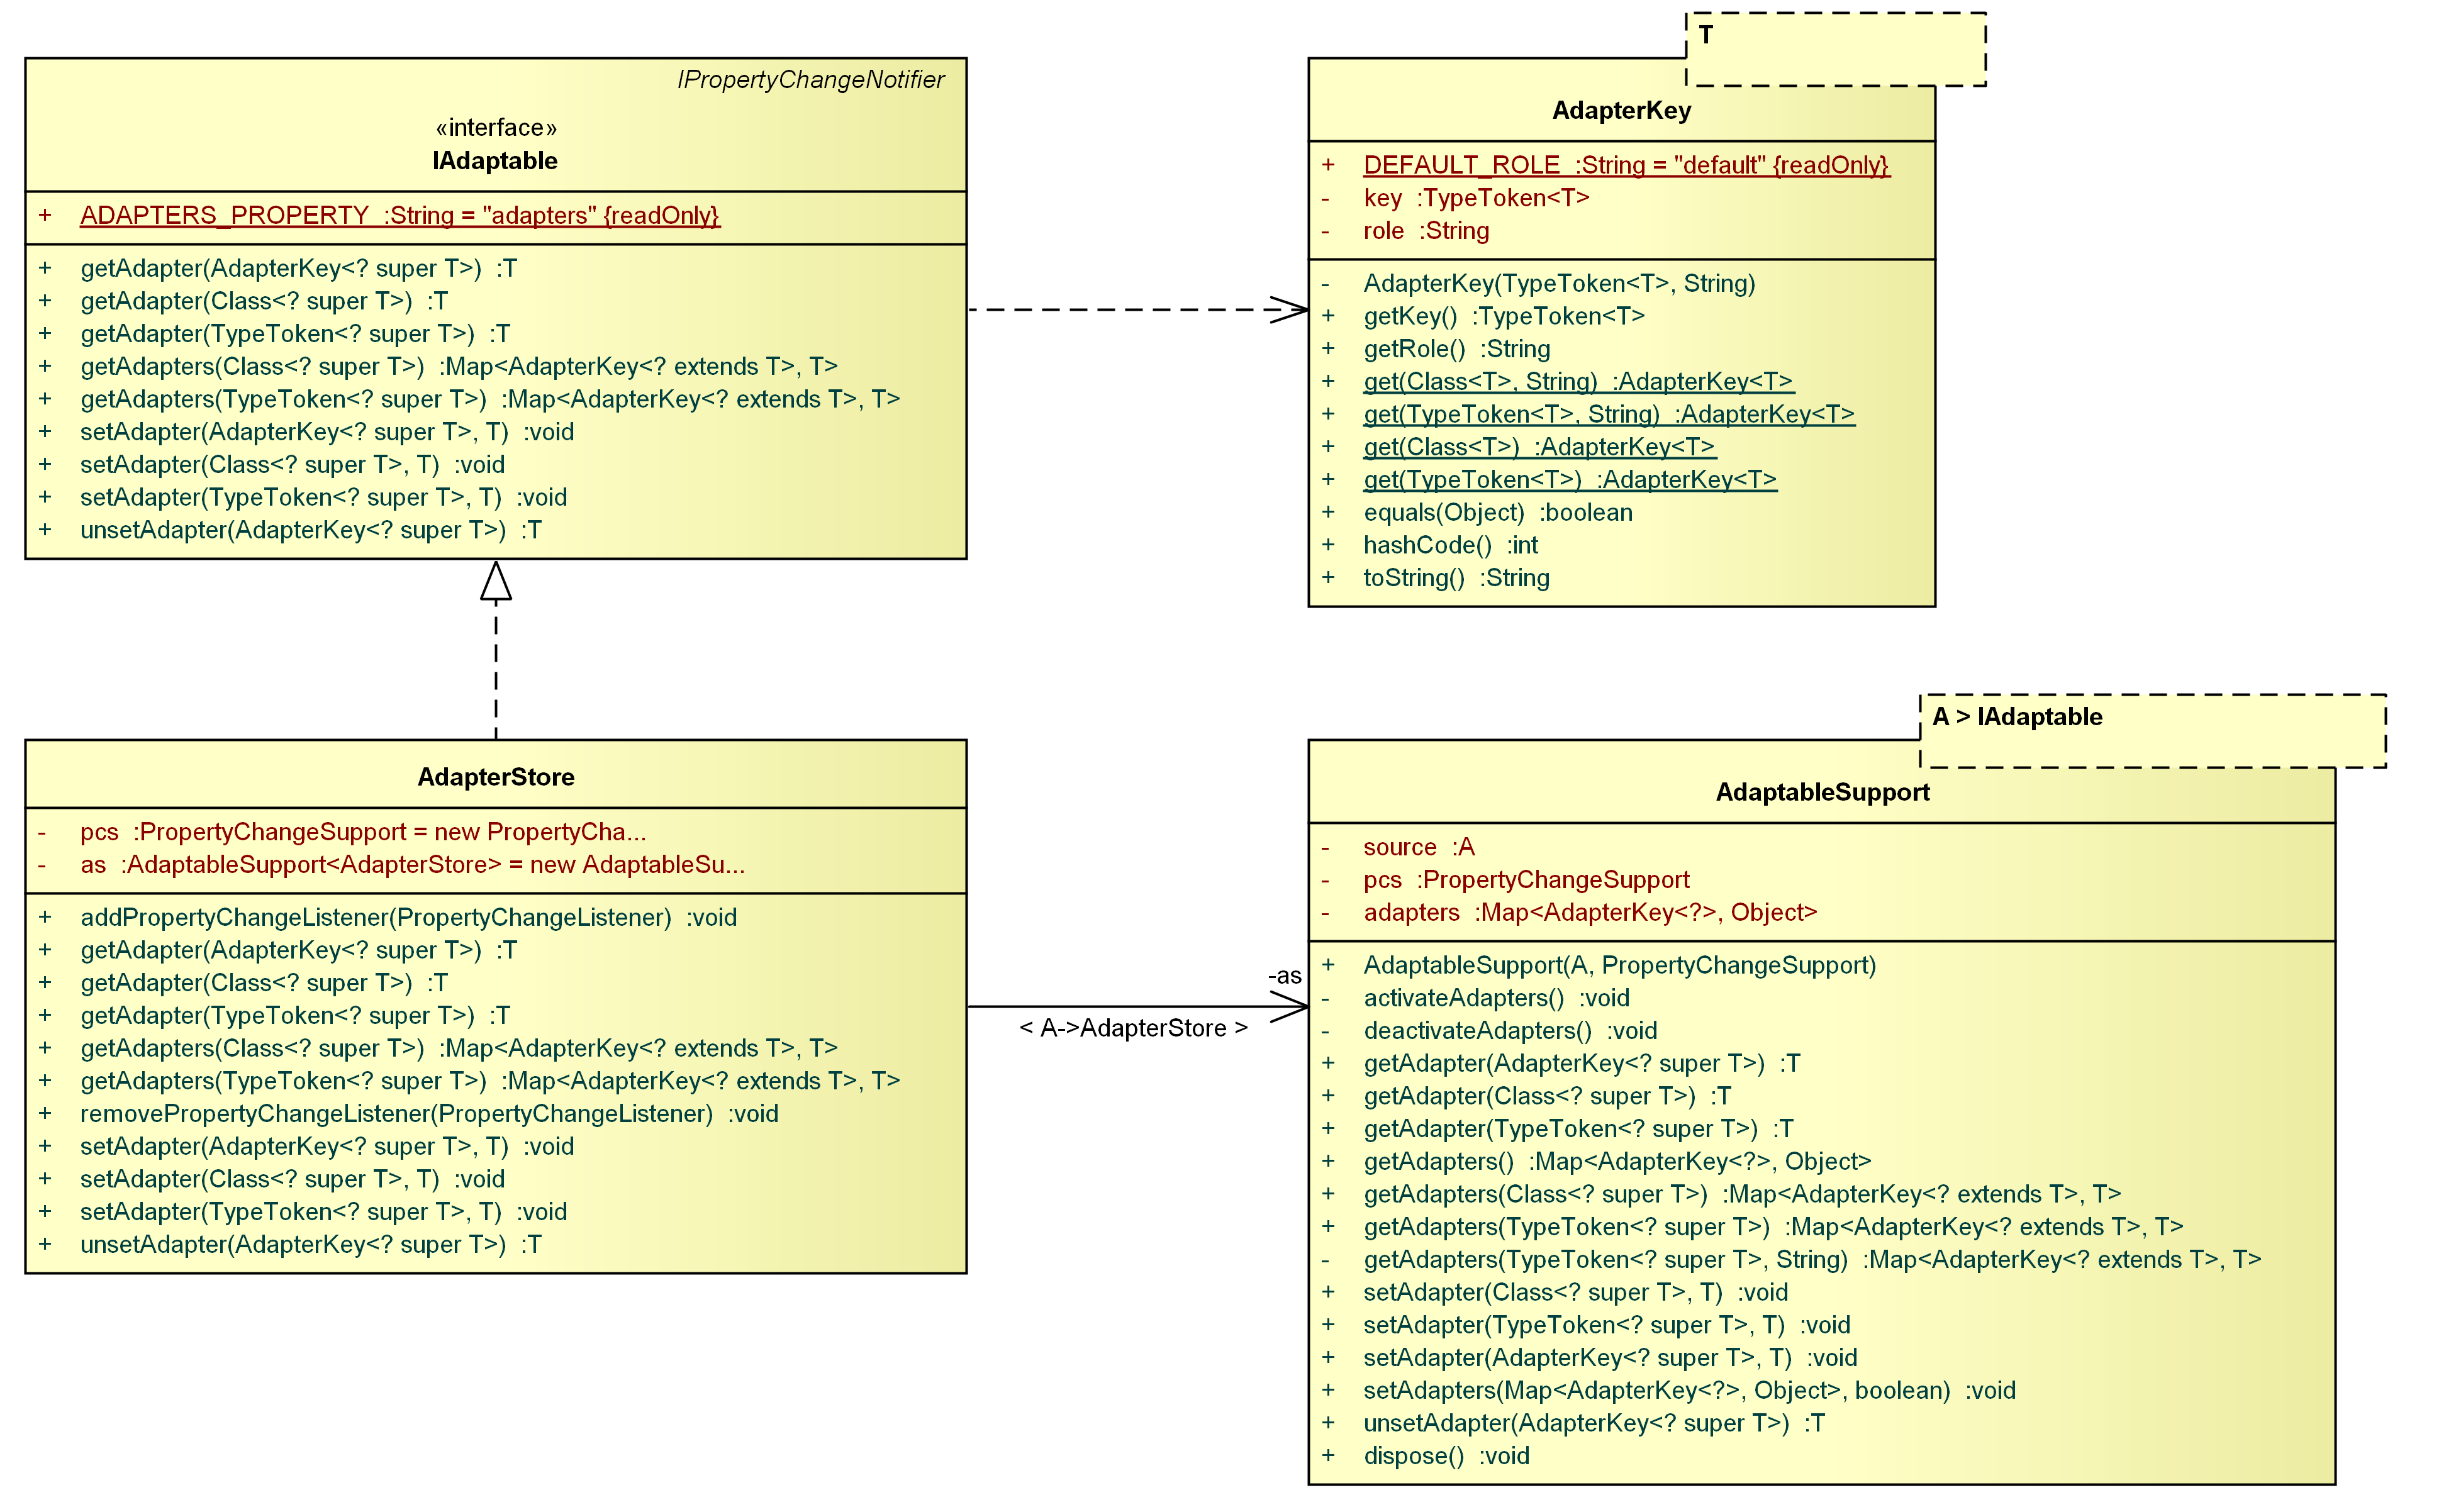 IPropertyChangeNotifier
«interface»
IAdaptable
+ ADAPTERS_PROPERTY :String = "adapters" {readOnly}
+ getAdapter(AdapterKey<? super T>) :T
+ getAdapter(Class<? super T>) :T
+ getAdapter(TypeToken<? super T>) :T
+ getAdapters(Class<? super T>) :Map<AdapterKey<? extends T>, T>
+ getAdapters(TypeToken<? super T>) :Map<AdapterKey<? extends T>, T>
+ setAdapter(AdapterKey<? super T>, T) :void
+ setAdapter(Class<? super T>, T) :void
+ setAdapter(TypeToken<? super T>, T) :void
+ unsetAdapter(AdapterKey<? super T>) :T
T
AdapterKey
+ DEFAULT_ROLE :String = "default" {readOnly}
- key :TypeToken<T>
- role :String
- AdapterKey(TypeToken<T>, String)
+ getKey() :TypeToken<T>
+ getRole() :String
+ get(Class<T>, String) :AdapterKey<T>
+ get(TypeToken<T>, String) :AdapterKey<T>
+ get(Class<T>) :AdapterKey<T>
+ get(TypeToken<T>) :AdapterKey<T>
+ equals(Object) :boolean
+ hashCode() :int
+ toString() :String
AdapterStore
- pcs :PropertyChangeSupport = new PropertyCha...
- as :AdaptableSupport<AdapterStore> = new AdaptableSu...
+ addPropertyChangeListener(PropertyChangeListener) :void
+ getAdapter(AdapterKey<? super T>) :T
+ getAdapter(Class<? super T>) :T
+ getAdapter(TypeToken<? super T>) :T
+ getAdapters(Class<? super T>) :Map<AdapterKey<? extends T>, T>
+ getAdapters(TypeToken<? super T>) :Map<AdapterKey<? extends T>, T>
+ removePropertyChangeListener(PropertyChangeListener) :void
+ setAdapter(AdapterKey<? super T>, T) :void
+ setAdapter(Class<? super T>, T) :void
+ setAdapter(TypeToken<? super T>, T) :void
+ unsetAdapter(AdapterKey<? super T>) :T
-as
< A->AdapterStore >
A > IAdaptable
AdaptableSupport
- source :A
- pcs :PropertyChangeSupport
- adapters :Map<AdapterKey<?>, Object>
+ AdaptableSupport(A, PropertyChangeSupport)
- activateAdapters() :void
- deactivateAdapters() :void
+ getAdapter(AdapterKey<? super T>) :T
+ getAdapter(Class<? super T>) :T
+ getAdapter(TypeToken<? super T>) :T
+ getAdapters() :Map<AdapterKey<?>, Object>
+ getAdapters(Class<? super T>) :Map<AdapterKey<? extends T>, T>
+ getAdapters(TypeToken<? super T>) :Map<AdapterKey<? extends T>, T>
- getAdapters(TypeToken<? super T>, String) :Map<AdapterKey<? extends T>, T>
+ setAdapter(Class<? super T>, T) :void
+ setAdapter(TypeToken<? super T>, T) :void
+ setAdapter(AdapterKey<? super T>, T) :void
+ setAdapters(Map<AdapterKey<?>, Object>, boolean) :void
+ unsetAdapter(AdapterKey<? super T>) :T
+ dispose() :void